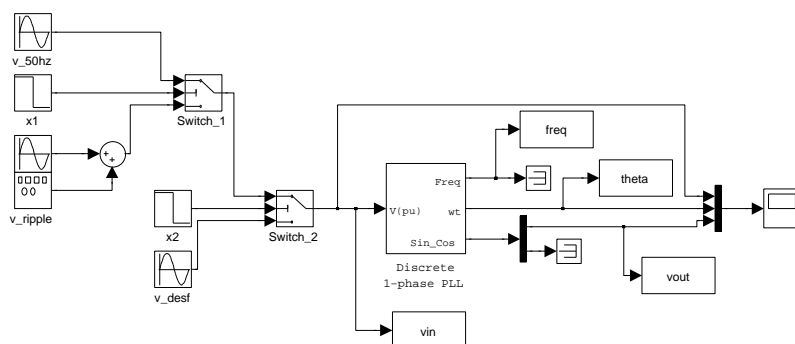 v_50hz
x1
+
+
v_ripple
Switch_1
x2
v_desf
Switch_2
V(pu)
Freq
wt
Sin_Cos
Discrete
1-phase PLL
freq
theta
vout
vin